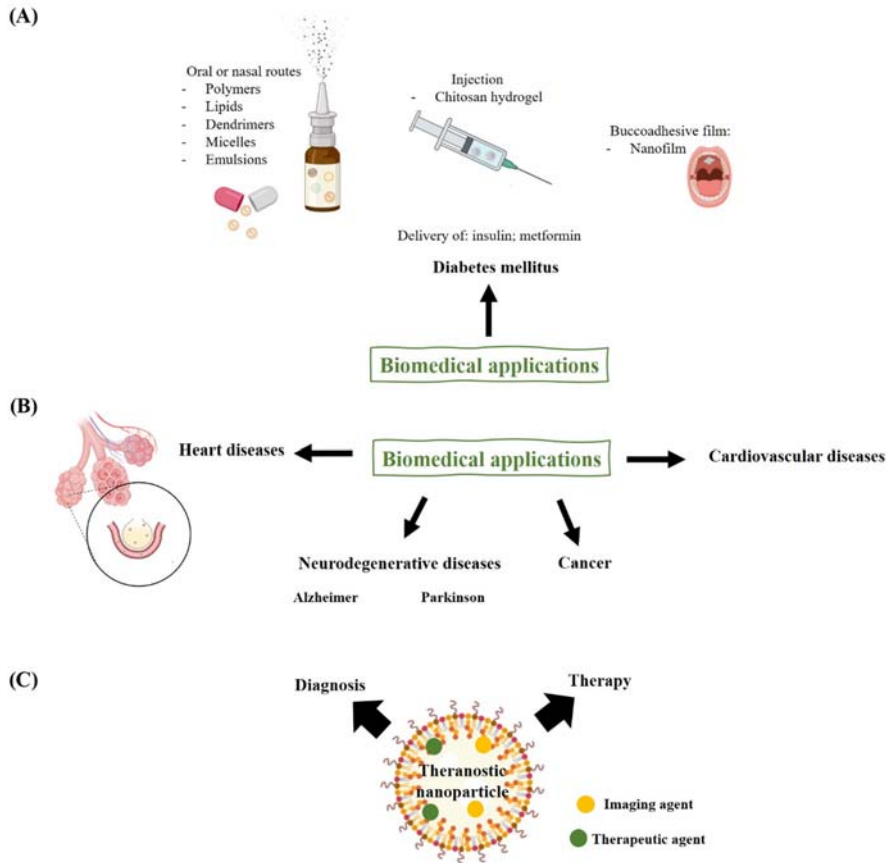 (A)
Oral or nasal routes
- Polymers
- Lipids
- Dendrimers
- Micelles
- Emulsions
Injection
- Chitosan hydrogel
Buccoadhesive film:
- Nanofilm
Delivery of: insulin; metformin
Diabetes mellitus
Biomedical applications
(B)
Heart diseases
Biomedical applications
Cardiovascular diseases
Neurodegenerative diseases
Cancer
Alzheimer
Parkinson
(C)
Diagnosis
Therapy
Theranostic
nanoparticle
Imaging agent
Therapeutic agent